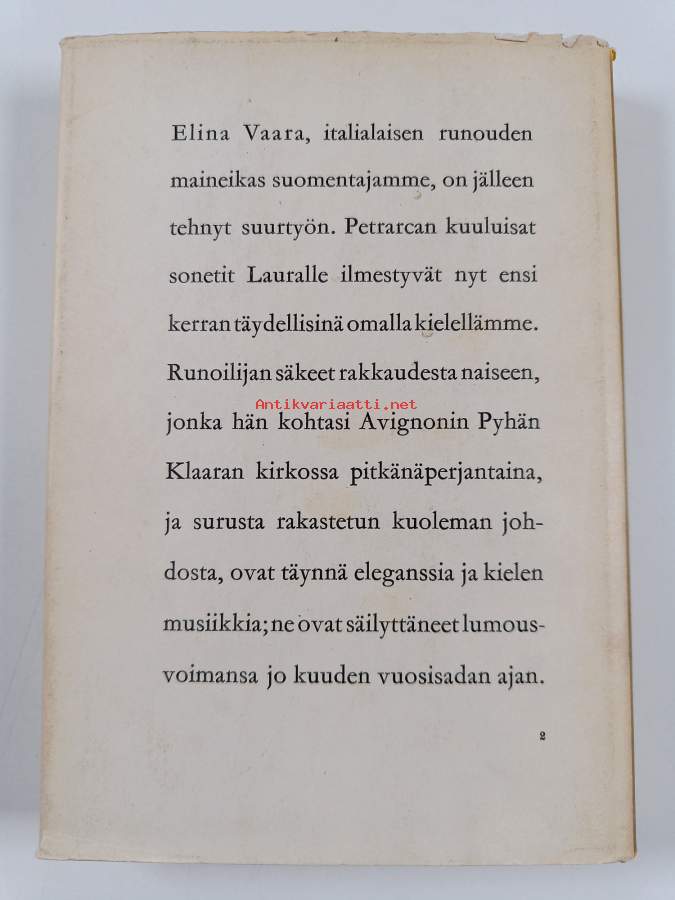 Elina Vaara, italialaisen runouden
maineikas suomentajamme, on jälleen
tehnyt suurtyön. Petrarcan kuuluisat
sonetit Lauralle ilmestyvät nyt ensi
kerran täydellisinä omalla kielellämme.
Runoilijan säkeet rakkaudesta naiseen,
Antikvariaatti.net
jonka hän kohtasi Avignonin Pyhän
Klaaran kirkossa pitkänäperjantaina,
ja surusta rakastetun kuoleman joh-
dosta, ovat täynnä eleganssia ja kielen
musiikkia; ne ovat säilyttäneet lumous-
voimansa jo kuuden vuosisadan ajan.
2